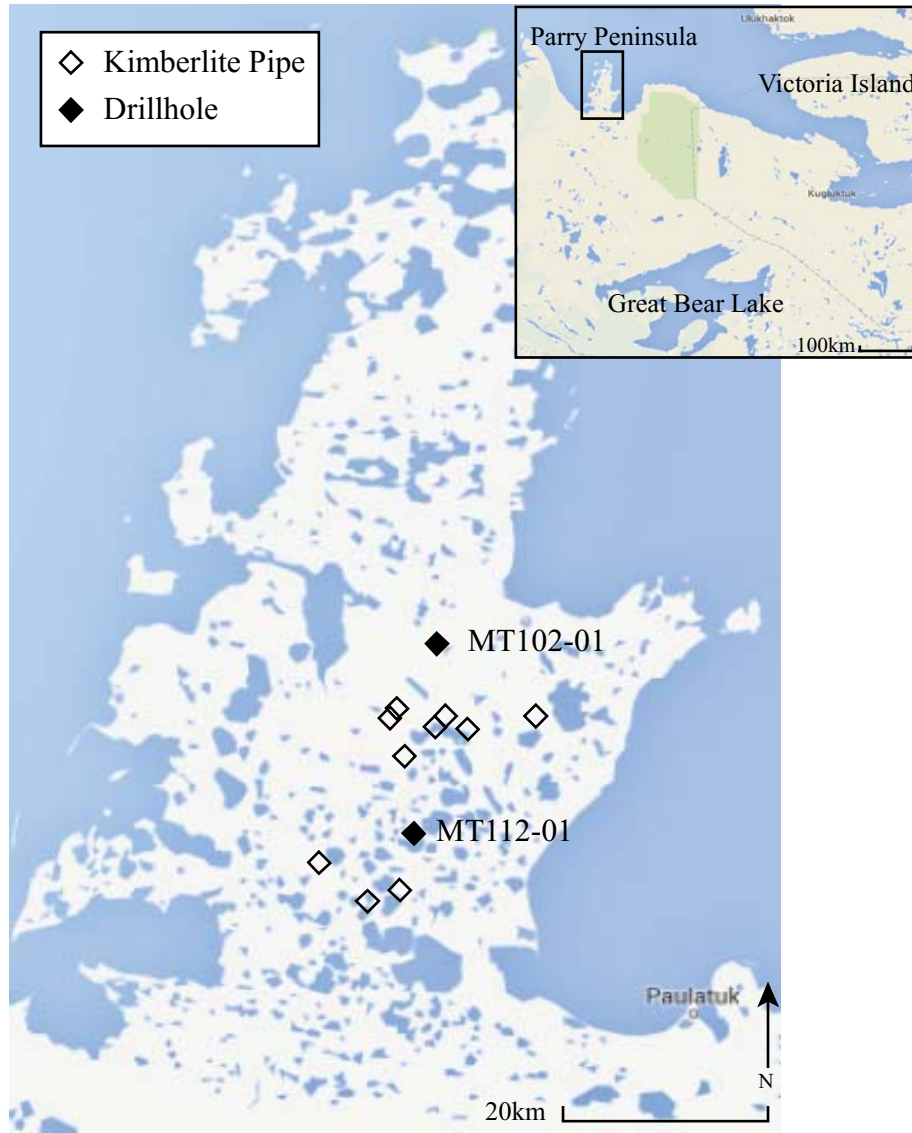 Kimberlite Pipe
Drillhole
Ulukhaktok
Parry Peninsula
Victoria Island
Kugluktuk
Great Bear Lake
100km
MT102-01
MT112-01
Paulatuk
N
20km